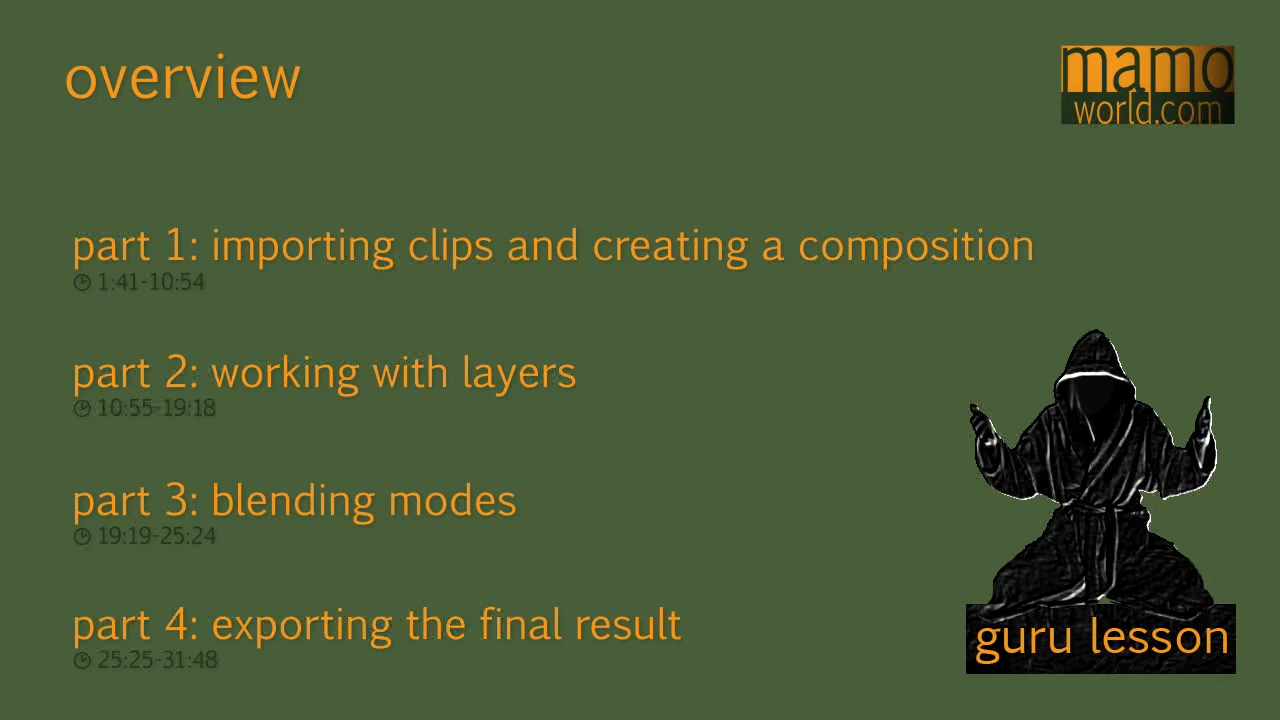 overview
mamo
world.com
part 1: importing clips and creating a composition
1:41-10:54
part 2: working with layers
10:55-19:18
part 3: blending modes
19:19-25:24
part 4: exporting the final result
25:25-31:48
guru lesson